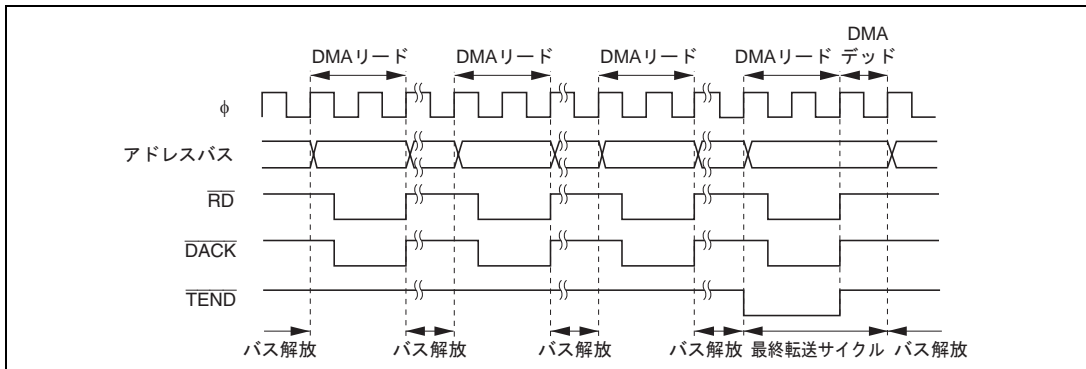 DMA
DMAリード DMAリード DMAリード DMAリード デッド
φ
アドレスバス
RD
DACK
TEND
バス解放 バス解放 バス解放 バス解放 最終転送サイクル バス解放